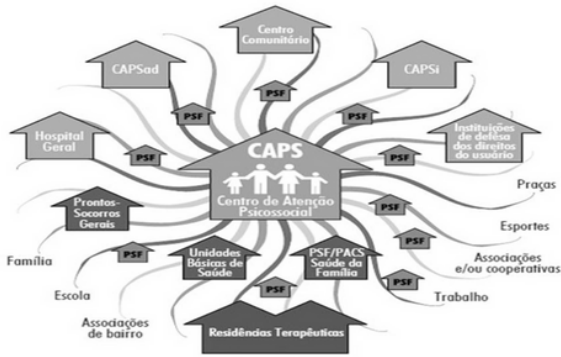 Centro
Comunitário
CAPSad
CAPSi
PSF
PSF
PSF
Hospital
Geral
PSF
CAPS
Centro de Atenção
Psicossocial
PSF
Instituições
de defesa
dos direitos
do usuário
Prontos-
Socorros
Gerais
PSF
Praças
Esportes
Família
PSF
Unidades
Básicas de
Saúde
PSF/PACS
Saúde da
Família
PSF
Associações
e/ou cooperativas
Escola
PSF
PSF
Trabalho
Associações
de bairro
Residências Terapêuticas